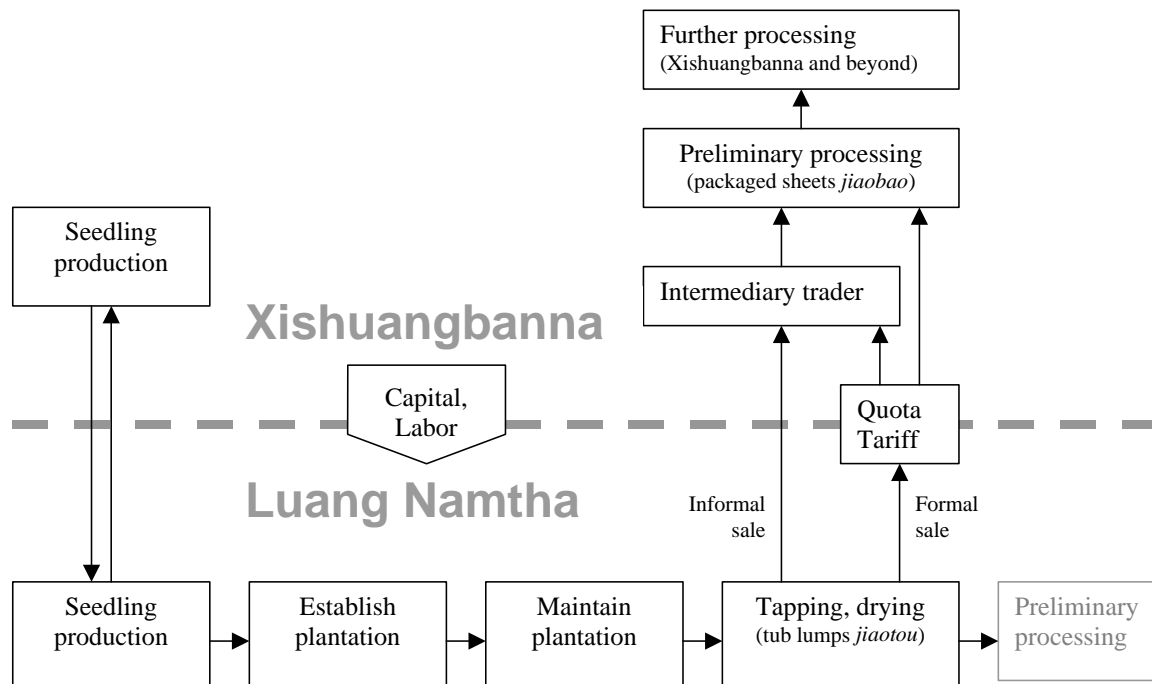 Further processing
(Xishuangbanna and beyond)
Preliminary processing
(packaged sheets jiaobao)
Seedling
production
Intermediary trader
Xishuangbanna
Capital,
Labor
Quota
Tariff
Luang Namtha
Informal
sale
Formal
sale
Seedling
production
Establish
plantation
Maintain
plantation
Tapping, drying
(tub lumps jiaotou)
Preliminary
processing